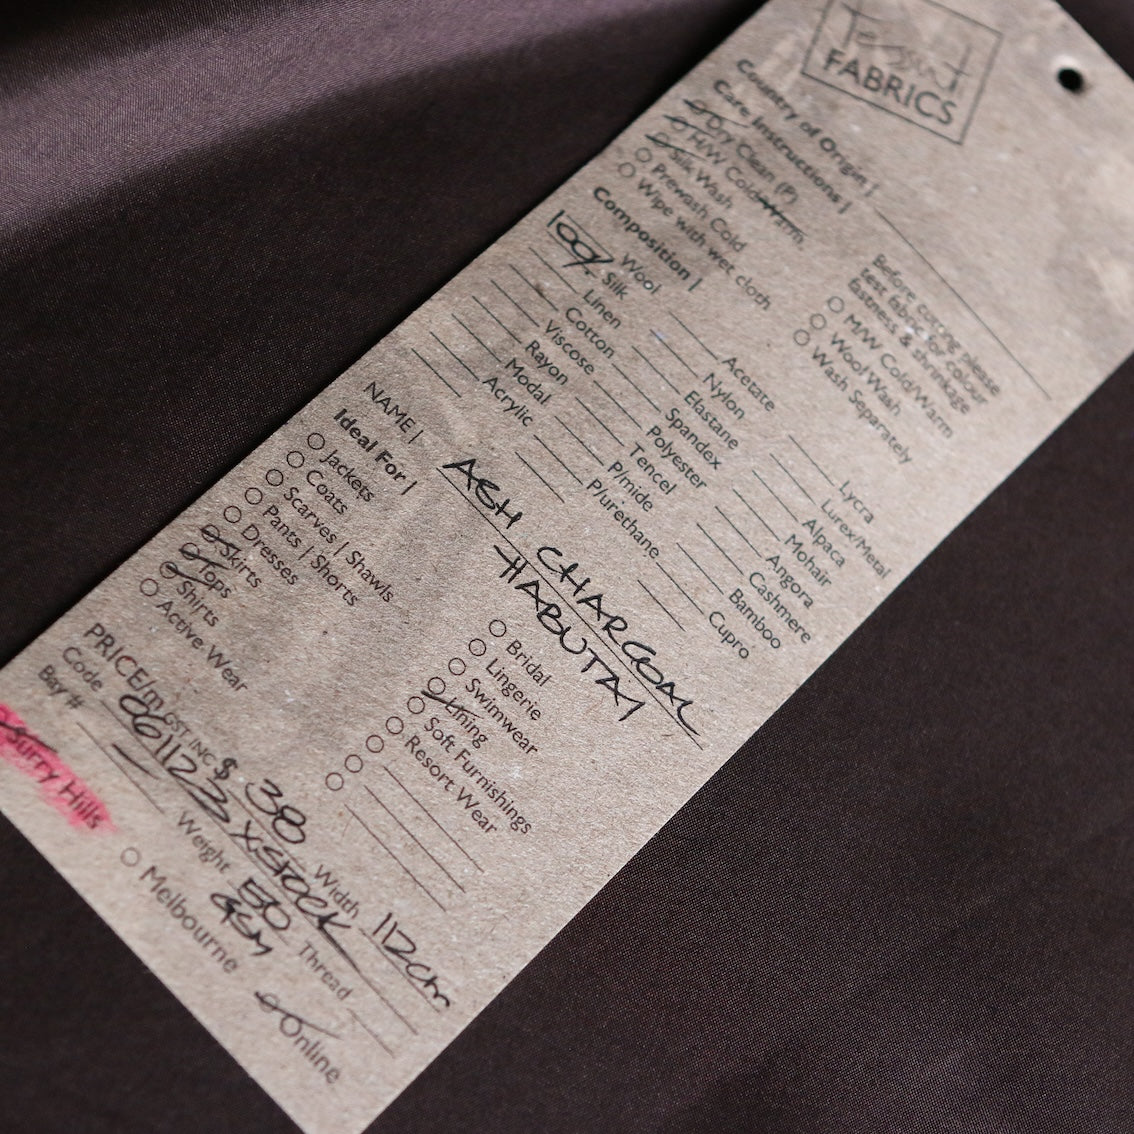 Tessuti
FABRICS
Country of Origin |
Care Instructions |
Dry Clean (P)
H/W Cold/Warm
Silk Wash
Prewash Cold
Wipe with wet cloth
Before cutting please
test fabric for colour
fastness & shrinkage
M/W Cold/Warm
Wool Wash
Wash Separately
Composition |
Wool
100% Silk
Linen
Cotton
Viscose
Rayon
Modal
Acrylic
Acetate
Nylon
Elastane
Spandex
Polyester
Tencel
P/mide
P/urethane
Lycra
Lurex/Metal
Alpaca
Mohair
Angora
Cashmere
Bamboo
Cupro
NAME | ASH CHARCOAL
HABUTAI
Ideal For |
Jackets
Coats
Scarves | Shawls
Pants | Shorts
Dresses
Skirts
Tops
Shirts
Active Wear
Bridal
Lingerie
Swimwear
Lining
Soft Furnishings
Resort Wear
PRICE/m GST INC $ 38 Width 112cm
Code 061123 XSTOCK
Bay # Weight 50 GSM Thread
Surry Hills
Melbourne
Online